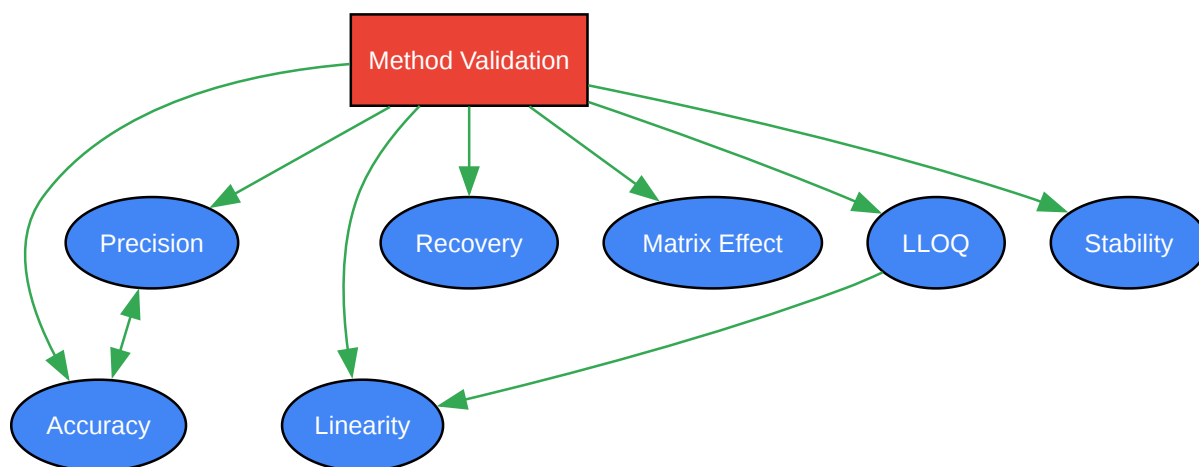 Method Validation
Precision
Recovery
Matrix Effect
LLOQ
Stability
Accuracy
Linearity